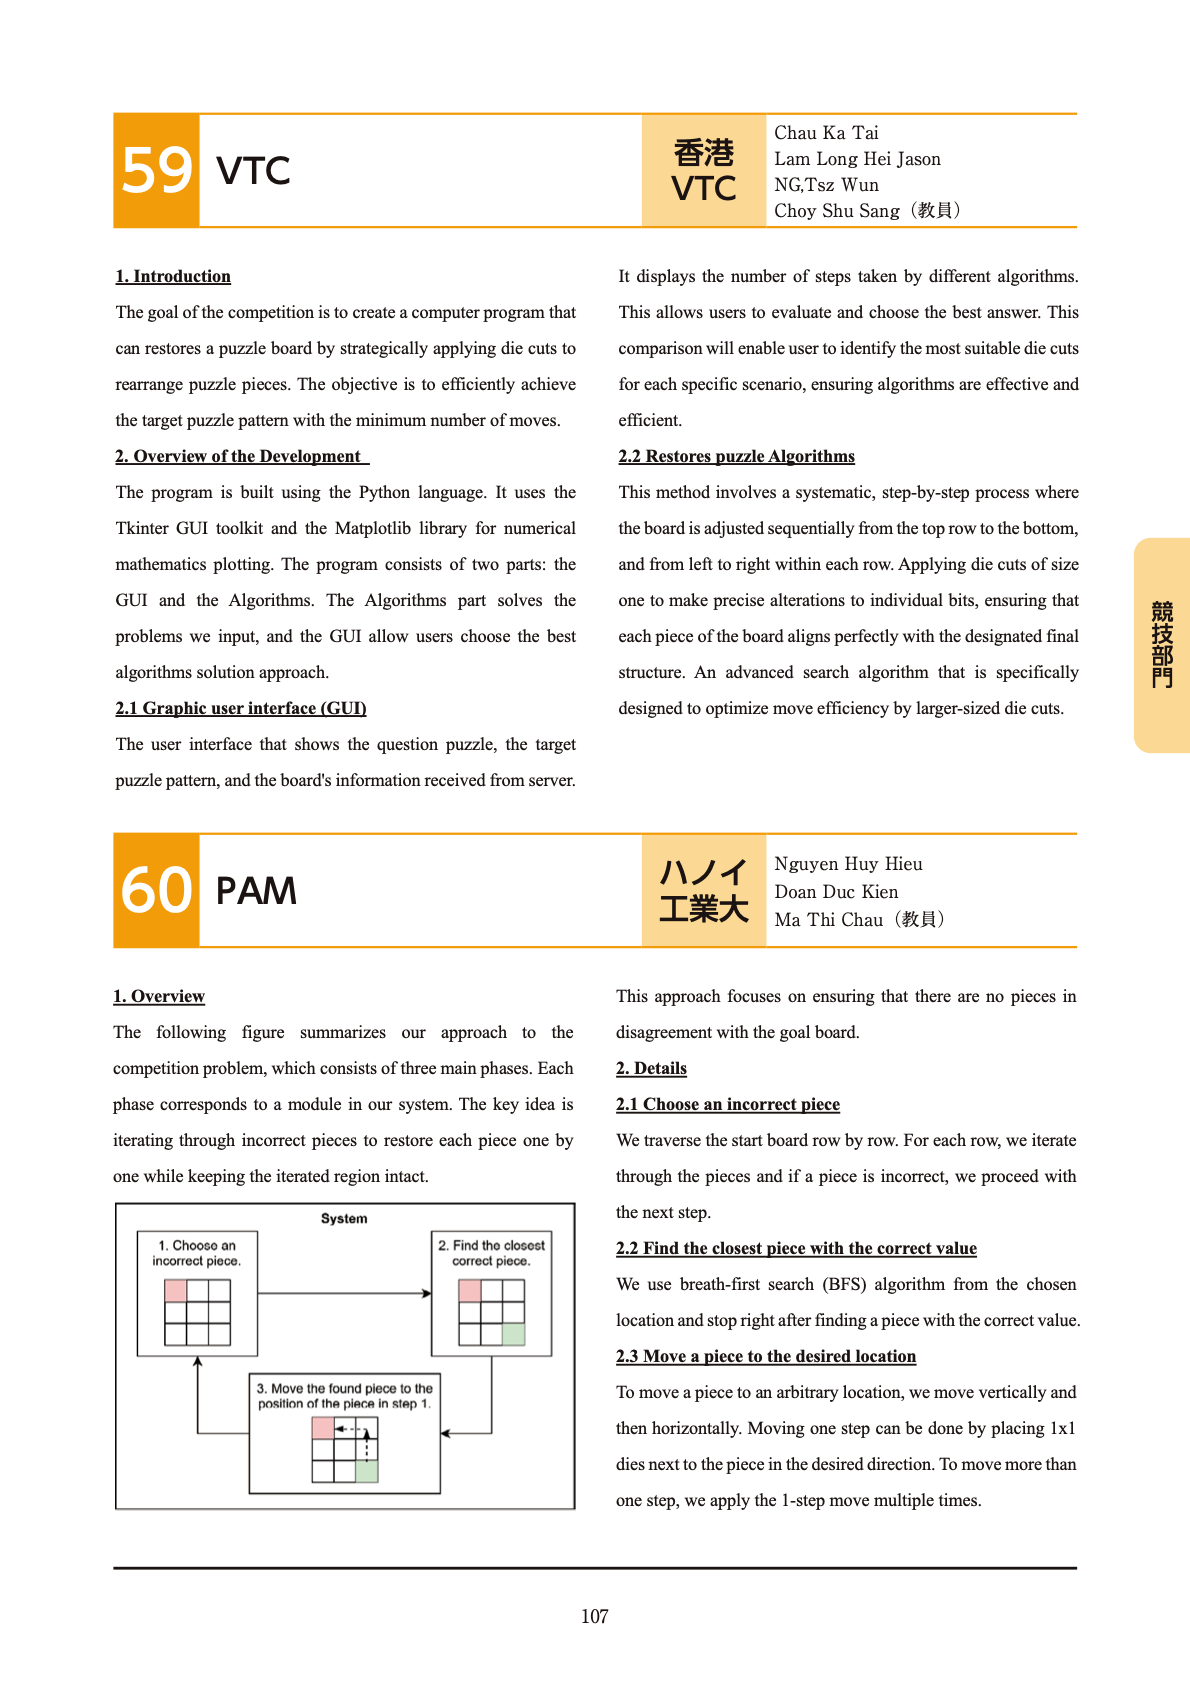 59
VTC
香港
VTC
Chau Ka Tai
Lam Long Hei Jason
NG,Tsz Wun
Choy Shu Sang（教員）
1. Introduction
The goal of the competition is to create a computer program that
can restores a puzzle board by strategically applying die cuts to
rearrange puzzle pieces. The objective is to efficiently achieve
the target puzzle pattern with the minimum number of moves.
2. Overview of the Development
The program is built using the Python language. It uses the
Tkinter GUI toolkit and the Matplotlib library for numerical
mathematics plotting. The program consists of two parts: the
GUI and the Algorithms. The Algorithms part solves the
problems we input, and the GUI allow users choose the best
algorithms solution approach.
2.1 Graphic user interface (GUI)
The user interface that shows the question puzzle, the target
puzzle pattern, and the board's information received from server.
It displays the number of steps taken by different algorithms.
This allows users to evaluate and choose the best answer. This
comparison will enable user to identify the most suitable die cuts
for each specific scenario, ensuring algorithms are effective and
efficient.
2.2 Restores puzzle Algorithms
This method involves a systematic, step-by-step process where
the board is adjusted sequentially from the top row to the bottom,
and from left to right within each row. Applying die cuts of size
one to make precise alterations to individual bits, ensuring that
each piece of the board aligns perfectly with the designated final
structure. An advanced search algorithm that is specifically
designed to optimize move efficiency by larger-sized die cuts.
競技部門
60
PAM
ハノイ
工業大
Nguyen Huy Hieu
Doan Duc Kien
Ma Thi Chau（教員）
1. Overview
The following figure summarizes our approach to the
competition problem, which consists of three main phases. Each
phase corresponds to a module in our system. The key idea is
iterating through incorrect pieces to restore each piece one by
one while keeping the iterated region intact.
System
1. Choose an
incorrect piece.
2. Find the closest
correct piece.
3. Move the found piece to the
position of the piece in step 1.
This approach focuses on ensuring that there are no pieces in
disagreement with the goal board.
2. Details
2.1 Choose an incorrect piece
We traverse the start board row by row. For each row, we iterate
through the pieces and if a piece is incorrect, we proceed with
the next step.
2.2 Find the closest piece with the correct value
We use breath-first search (BFS) algorithm from the chosen
location and stop right after finding a piece with the correct value.
2.3 Move a piece to the desired location
To move a piece to an arbitrary location, we move vertically and
then horizontally. Moving one step can be done by placing 1x1
dies next to the piece in the desired direction. To move more than
one step, we apply the 1-step move multiple times.
107